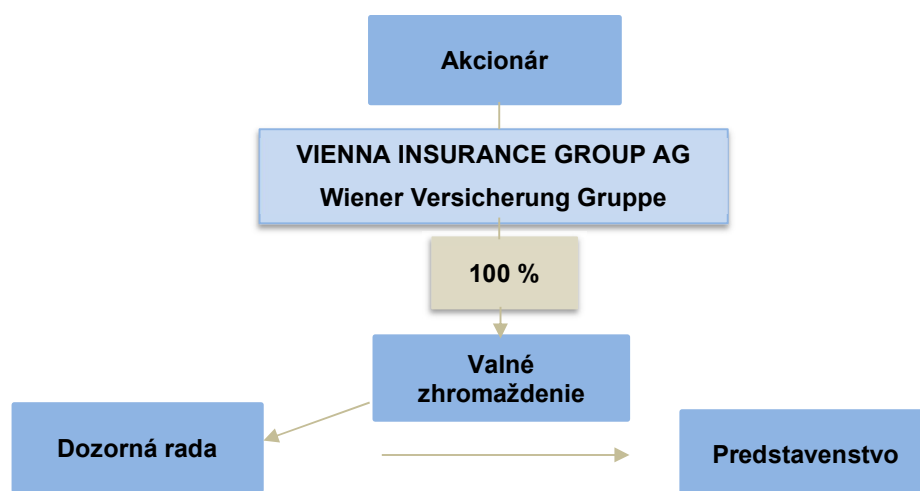 Akcionár
VIENNA INSURANCE GROUP AG
Wiener Versicherung Gruppe
100 %
Valné
zhromaždenie
Dozorná rada
Predstavenstvo